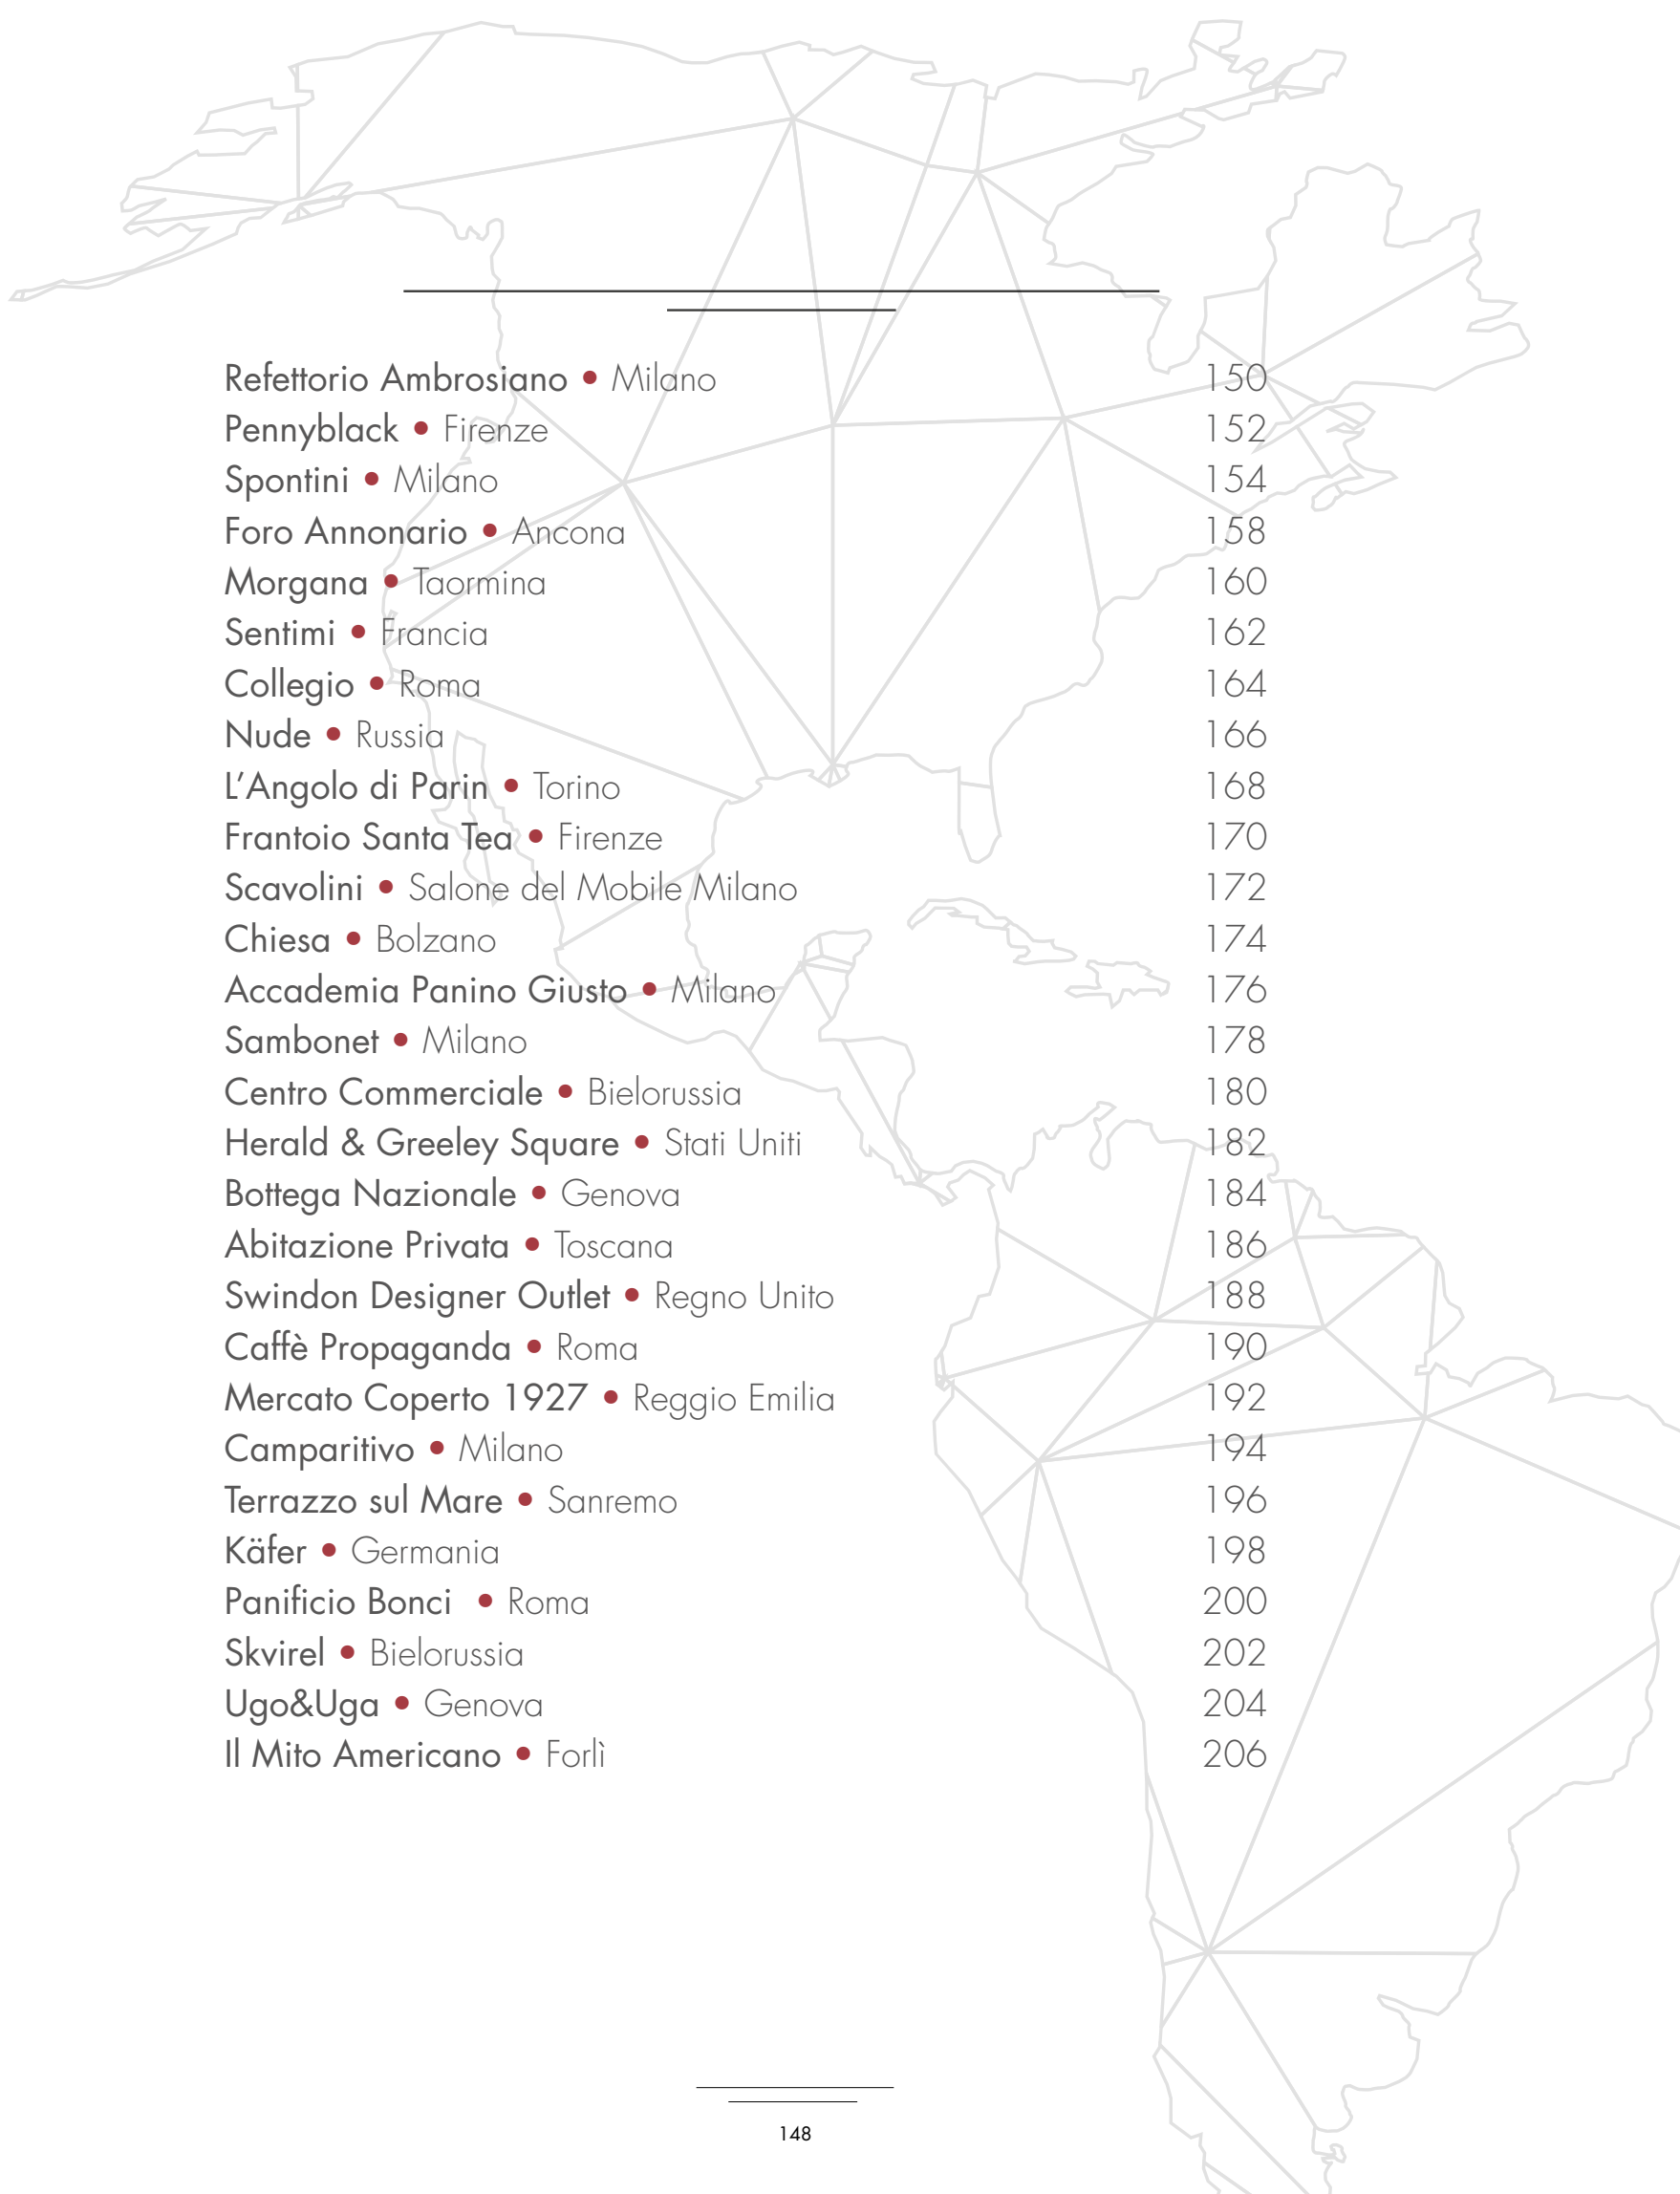 Refettorio Ambrosiano • Milano 150
Pennyblack • Firenze 152
Spontini • Milano 154
Foro Annonario • Ancona 158
Morgana • Taormina 160
Sentimi • Francia 162
Collegio • Roma 164
Nude • Russia 166
L’Angolo di Parin • Torino 168
Frantoio Santa Tea • Firenze 170
Scavolini • Salone del Mobile Milano 172
Chiesa • Bolzano 174
Accademia Panino Giusto • Milano 176
Sambonet • Milano 178
Centro Commerciale • Bielorussia 180
Herald & Greeley Square • Stati Uniti 182
Bottega Nazionale • Genova 184
Abitazione Privata • Toscana 186
Swindon Designer Outlet • Regno Unito 188
Caffè Propaganda • Roma 190
Mercato Coperto 1927 • Reggio Emilia 192
Camparitivo • Milano 194
Terrazzo sul Mare • Sanremo 196
Käfer • Germania 198
Panificio Bonci • Roma 200
Skvirel • Bielorussia 202
Ugo&Uga • Genova 204
Il Mito Americano • Forlì 206
148